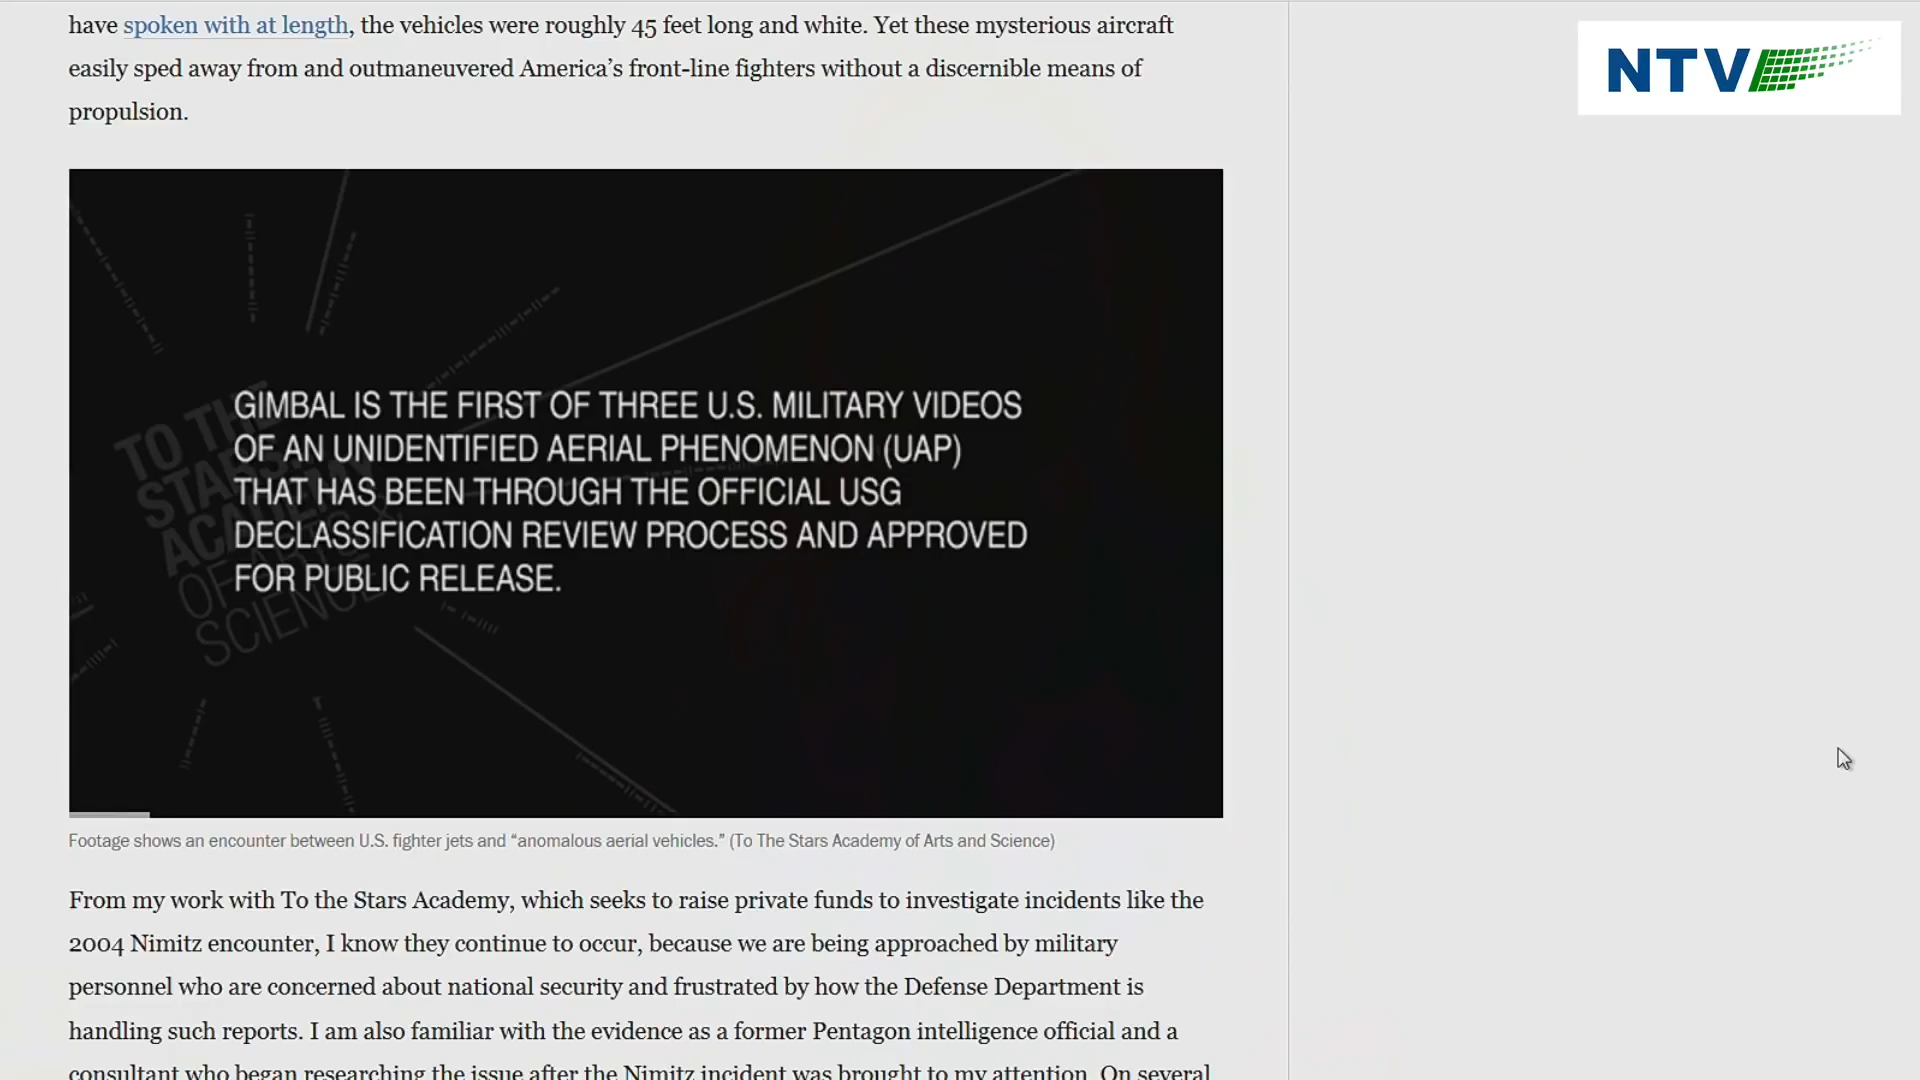 have spoken with at length, the vehicles were roughly 45 feet long and white. Yet these mysterious aircraft
easily sped away from and outmaneuvered America’s front-line fighters without a discernible means of
propulsion.
NTV
TO THE
STARS
ACADEMY
OF ARTS &
SCIENCE
GIMBAL IS THE FIRST OF THREE U.S. MILITARY VIDEOS
OF AN UNIDENTIFIED AERIAL PHENOMENON (UAP)
THAT HAS BEEN THROUGH THE OFFICIAL USG
DECLASSIFICATION REVIEW PROCESS AND APPROVED
FOR PUBLIC RELEASE.
Footage shows an encounter between U.S. fighter jets and “anomalous aerial vehicles.” (To The Stars Academy of Arts and Science)
From my work with To the Stars Academy, which seeks to raise private funds to investigate incidents like the
2004 Nimitz encounter, I know they continue to occur, because we are being approached by military
personnel who are concerned about national security and frustrated by how the Defense Department is
handling such reports. I am also familiar with the evidence as a former Pentagon intelligence official and a
consultant who began researching the issue after the Nimitz incident was brought to my attention. On several